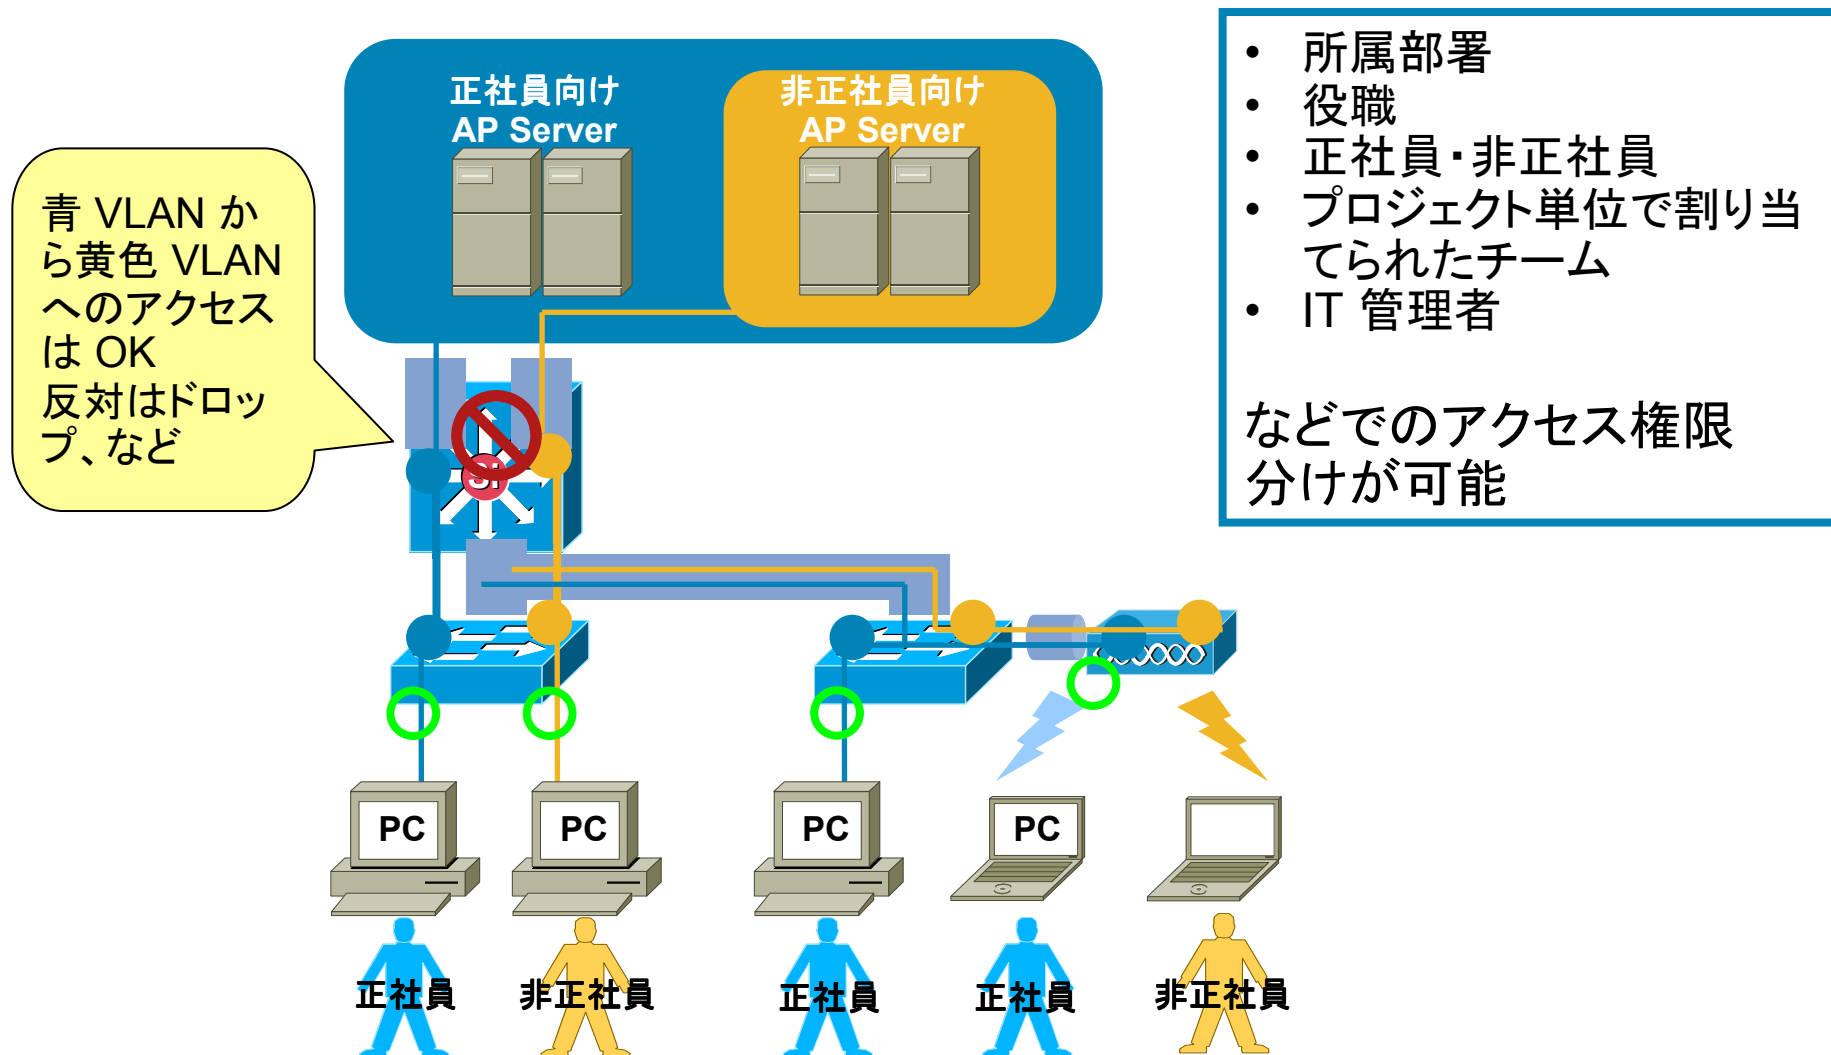 正社員向け
AP Server
非正社員向け
AP Server
青 VLAN か
ら黄色 VLAN
へのアクセス
は OK
反対はドロッ
プ、など
• 所属部署
• 役職
• 正社員・非正社員
• プロジェクト単位で割り当
てられたチーム
• IT 管理者
などでのアクセス権限
分けが可能
Si
PC
PC
PC
PC
正社員
非正社員
正社員
正社員
非正社員